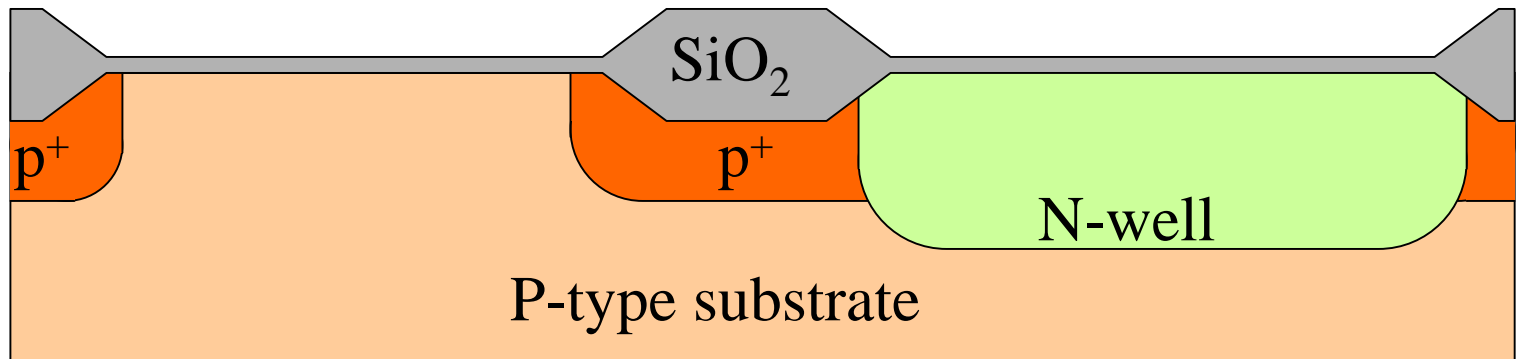 SiO₂
p⁺
p⁺
N-well
P-type substrate